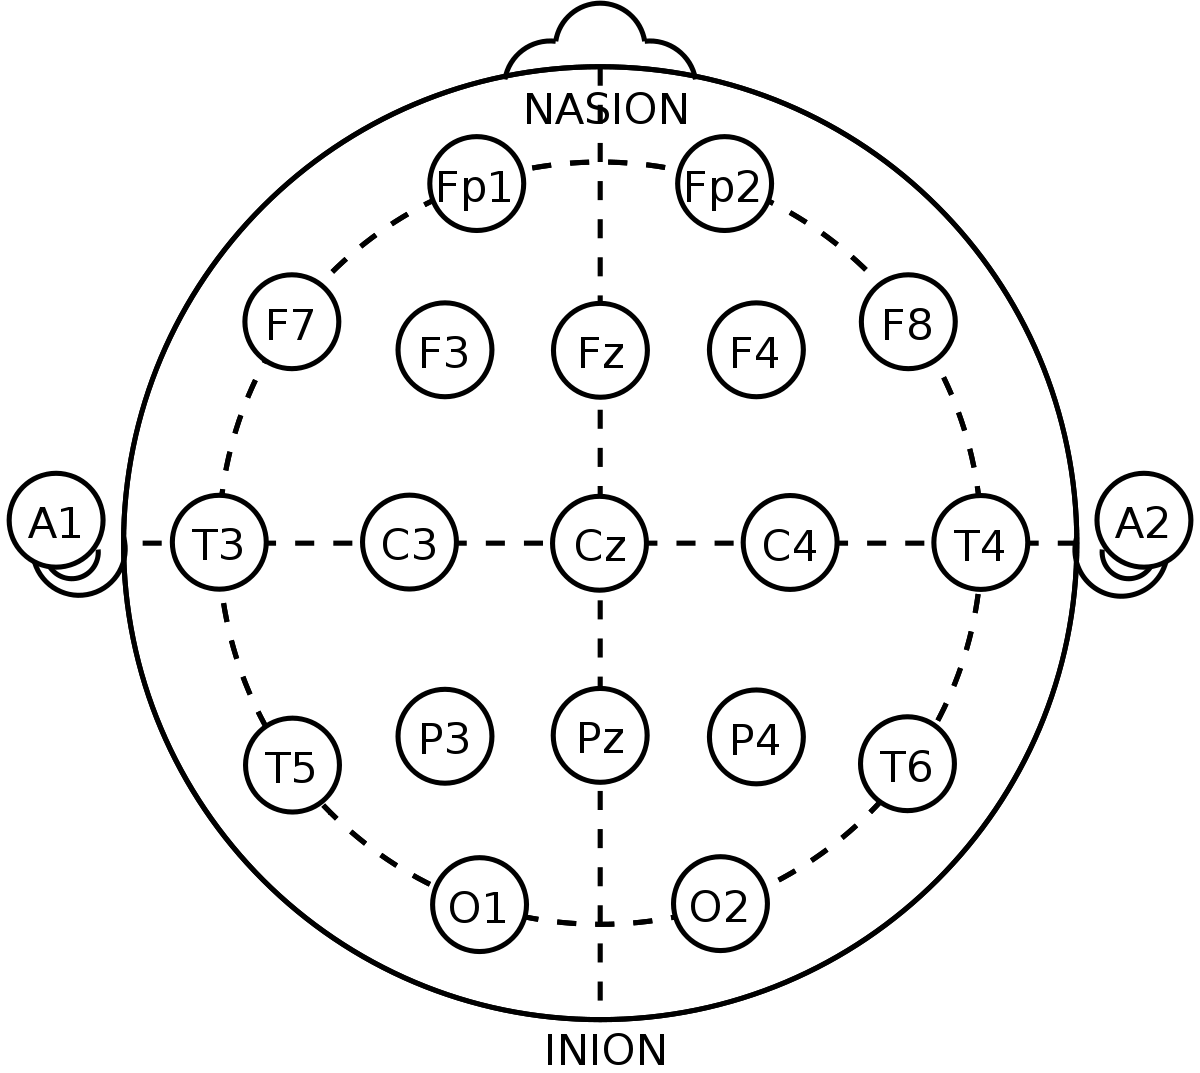 NASION
Fp1 Fp2
F7 F3 Fz F4 F8
A1 T3 C3 Cz C4 T4 A2
T5 P3 Pz P4 T6
O1 O2
INION